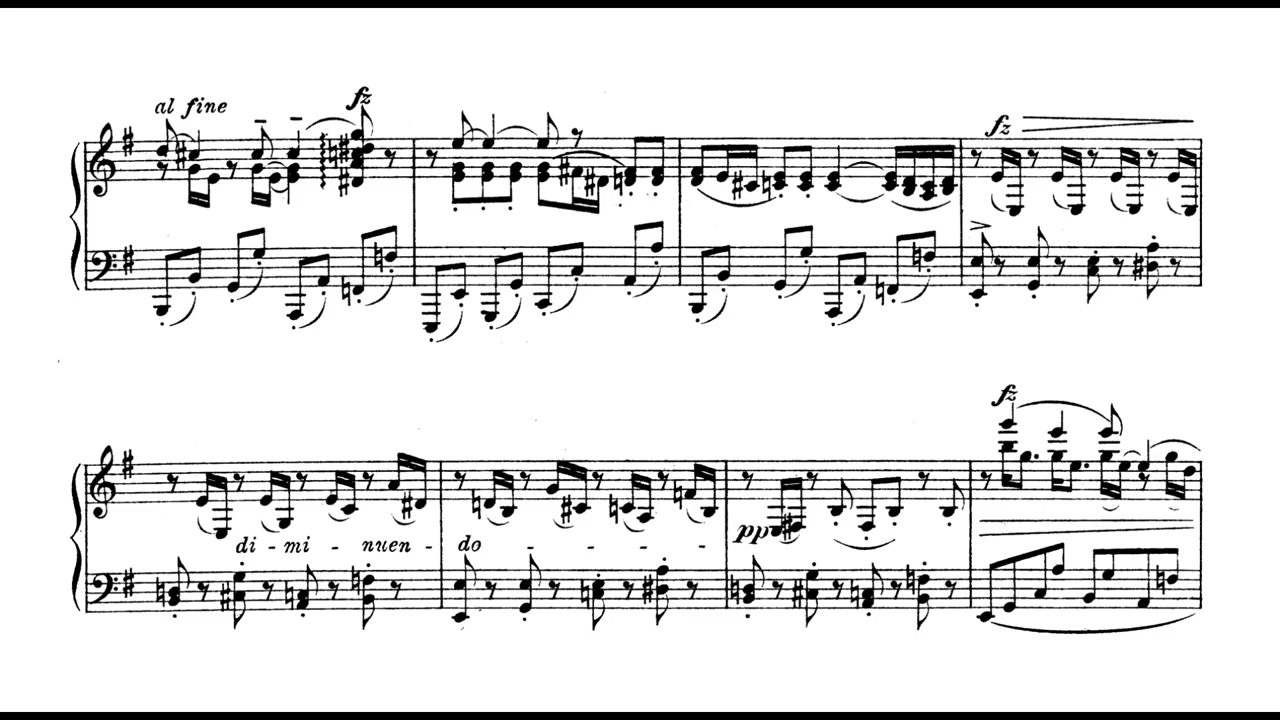 al fine
fz
fz
di - mi - nuen - do - - - -
pp
fz